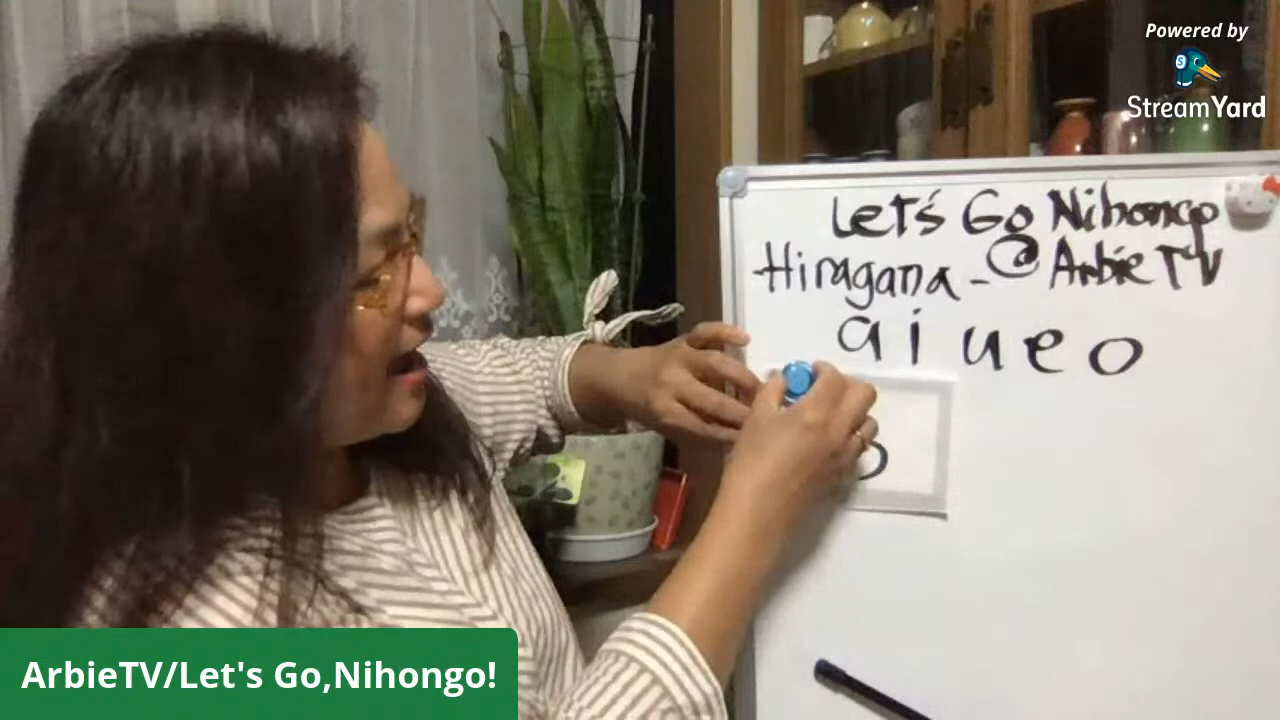 Powered by
StreamYard
Let's Go Nihongo
Hiragana - @ArbieTV
a i u e o
ArbieTV/Let's Go,Nihongo!